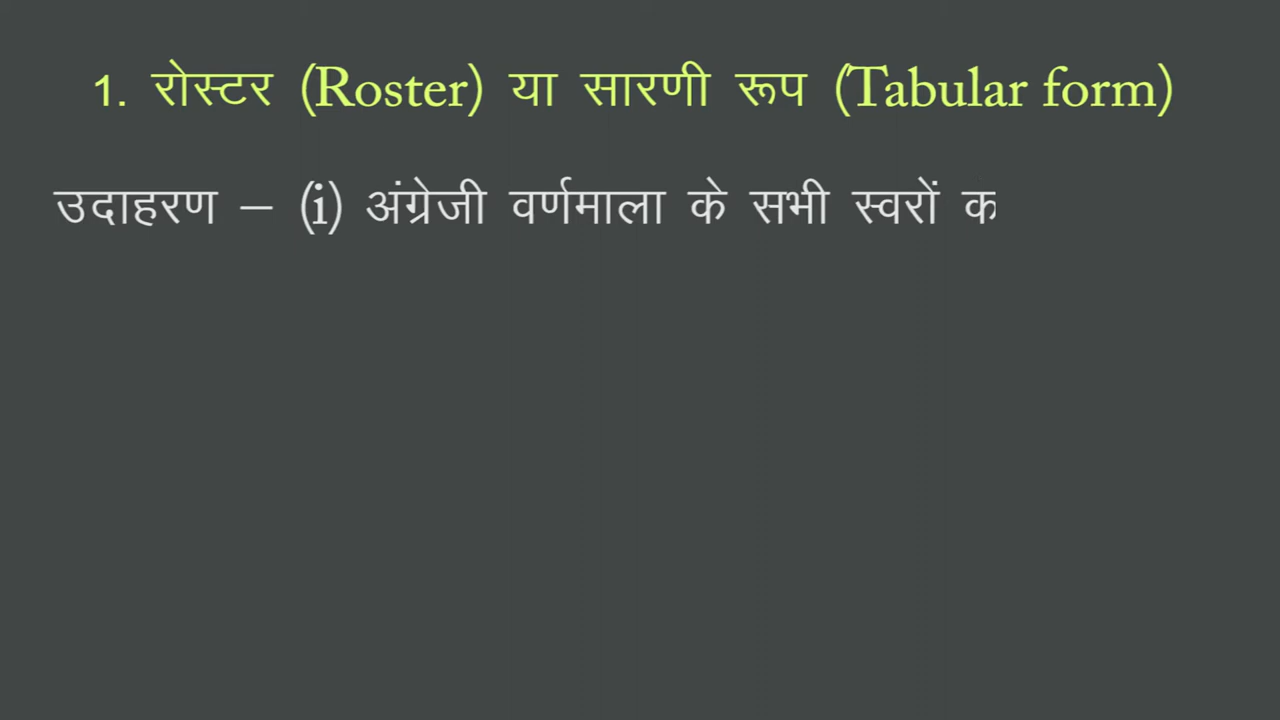 1. रोस्टर (Roster) या सारणी रूप (Tabular form)
उदाहरण – (i) अंग्रेजी वर्णमाला के सभी स्वरों क